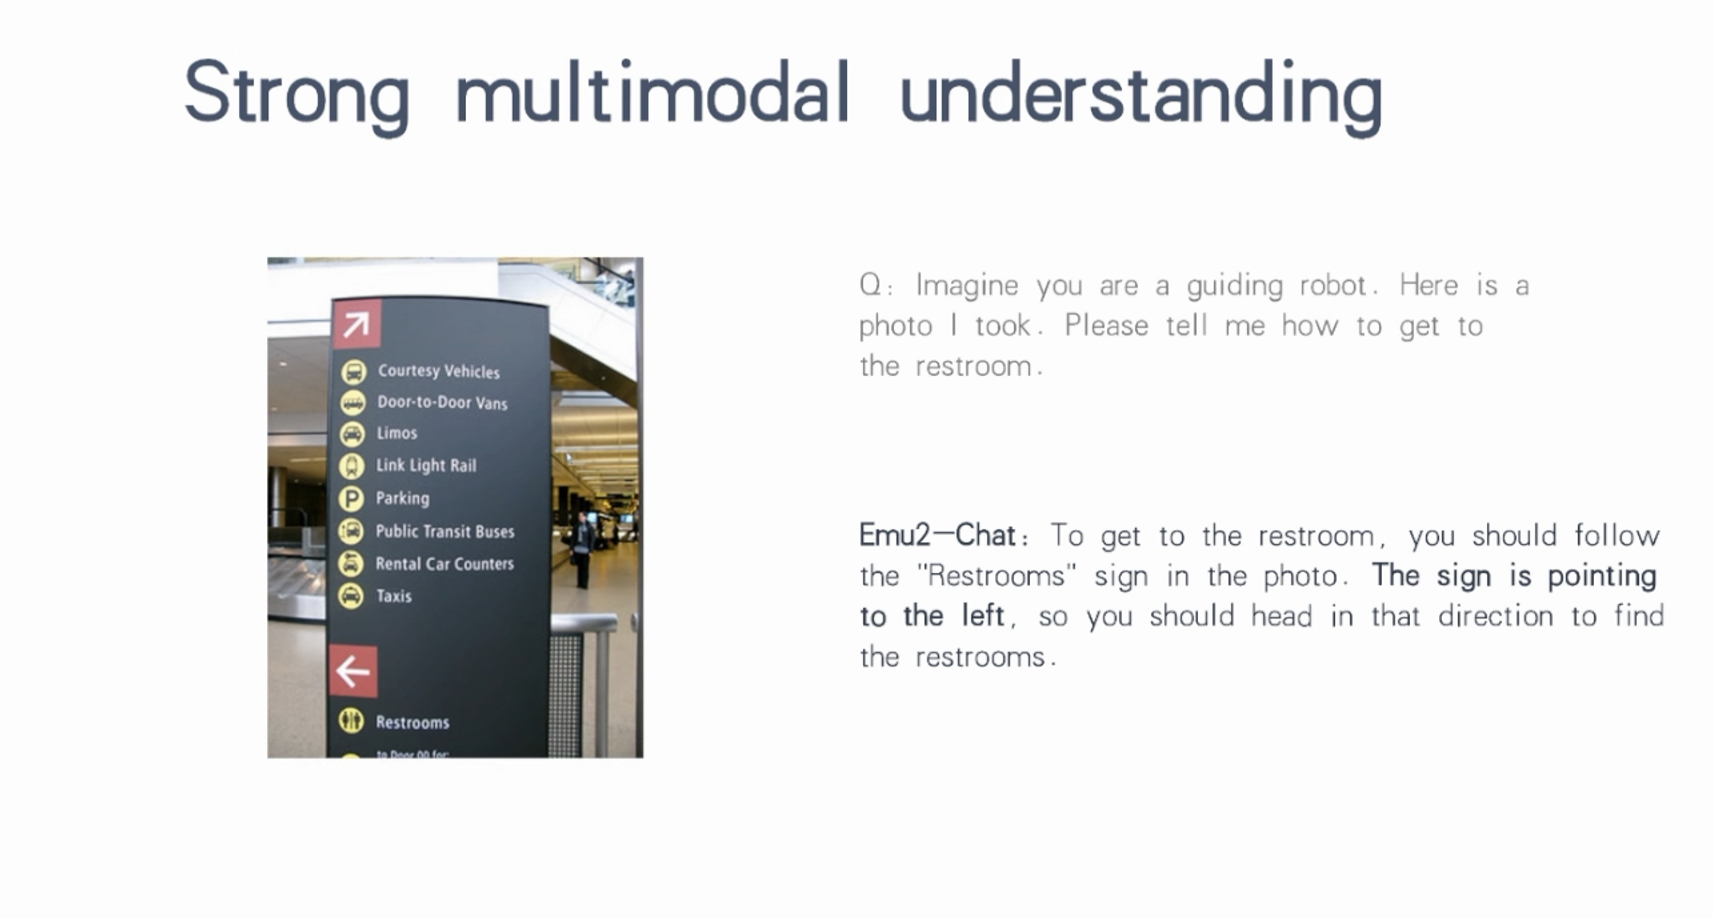 Strong multimodal understanding
Courtesy Vehicles
Door-to-Door Vans
Limos
Link Light Rail
P Parking
Public Transit Buses
Rental Car Counters
Taxis
Restrooms
to Door 00 for:
Q: Imagine you are a guiding robot. Here is a
photo I took. Please tell me how to get to
the restroom.
Emu2-Chat: To get to the restroom, you should follow
the "Restrooms" sign in the photo. The sign is pointing
to the left, so you should head in that direction to find
the restrooms.